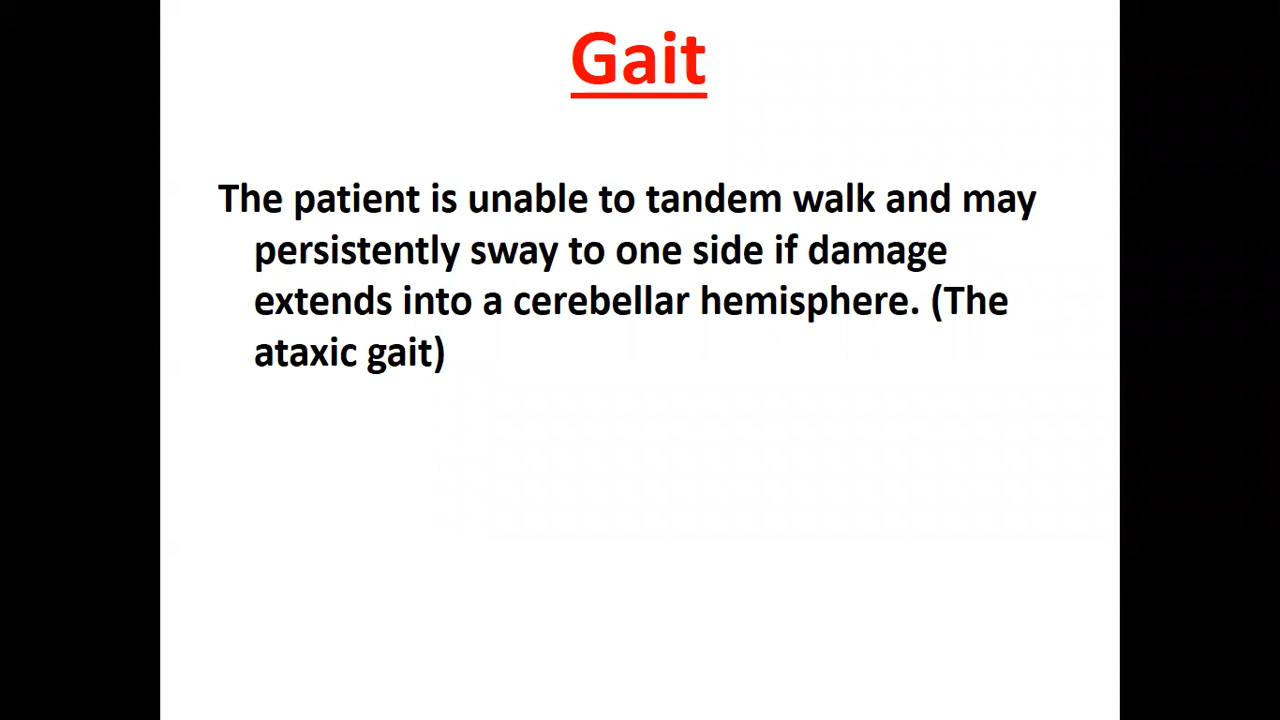 Gait
The patient is unable to tandem walk and may
persistently sway to one side if damage
extends into a cerebellar hemisphere. (The
ataxic gait)